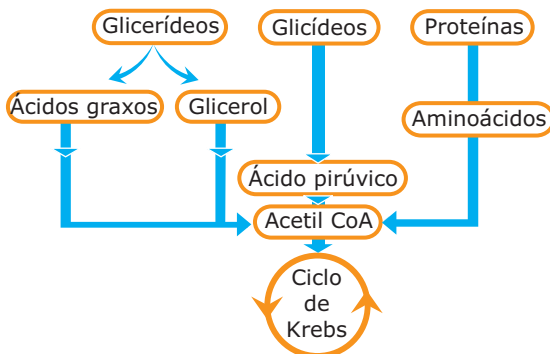 Glicerídeos
Glicídeos
Proteínas
Ácidos graxos
Glicerol
Aminoácidos
Ácido pirúvico
Acetil CoA
Ciclo
de
Krebs